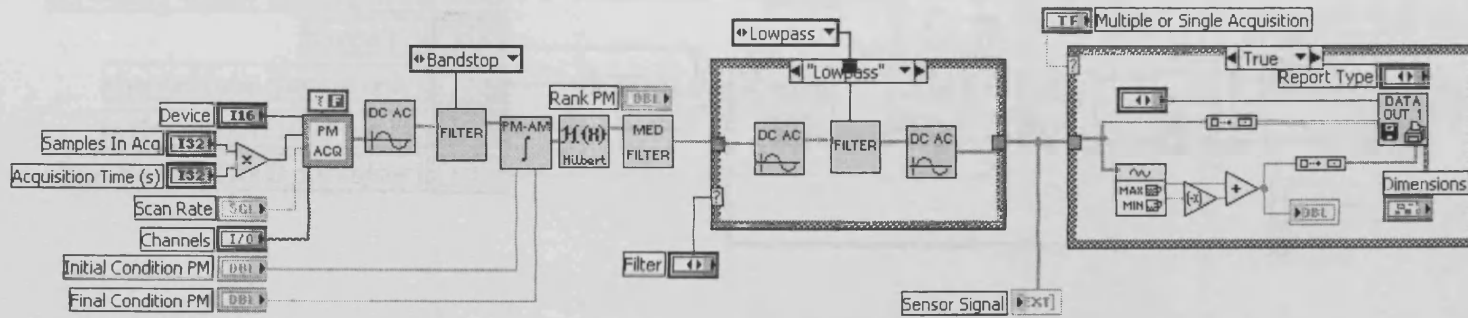 TF
Multiple or Single Acquisition
Lowpass
"Lowpass"
Bandstop
True
Report Type
Rank PM
DBL
Device
I16
Samples In Acq
I32
Acquisition Time (s)
I32
Scan Rate
SGL
Channels
I/O
Initial Condition PM
DBL
Final Condition PM
DBL
PM
ACQ
DC AC
FILTER
PM-AM
∫
H(x)
Hilbert
MED
FILTER
?
DC AC
FILTER
DC AC
Filter
Sensor Signal
EXT]
?
DATA
OUT 1
MAX
MIN
+
DBL
Dimensions
x
F